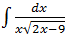 ∫ dx / (x√(2x−9))